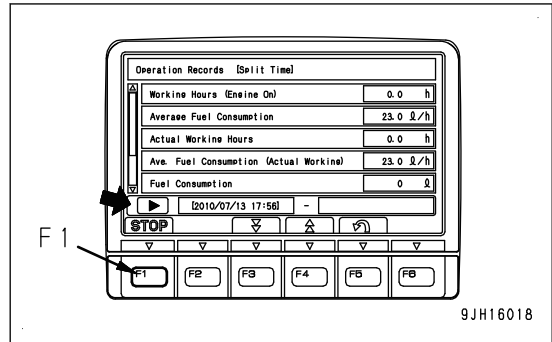 Operation Records [Split Time]
Working Hours (Engine On) 0.0 h
Average Fuel Consumption 23.0 ℓ/h
Actual Working Hours 0.0 h
Ave. Fuel Consumption (Actual Working) 23.0 ℓ/h
Fuel Consumption 0 ℓ
[2010/07/13 17:56] -
STOP
F1
F1 F2 F3 F4 F5 F6
9JH16018